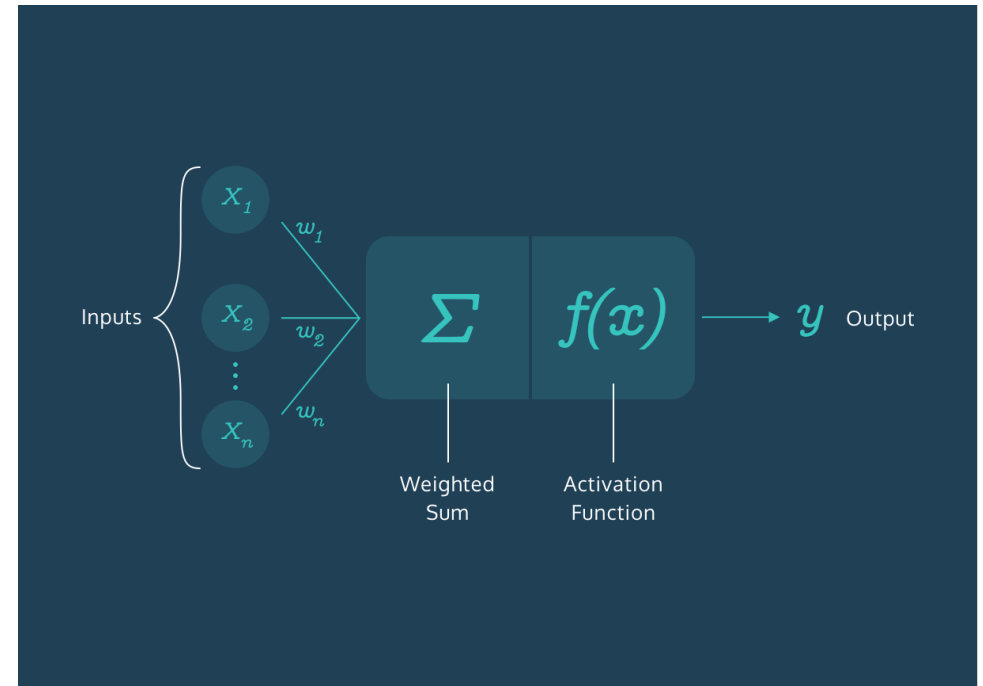 X₁
w₁
Inputs
X₂
w₂
Σ
f(x)
y
Output
Xₙ
wₙ
Weighted
Sum
Activation
Function